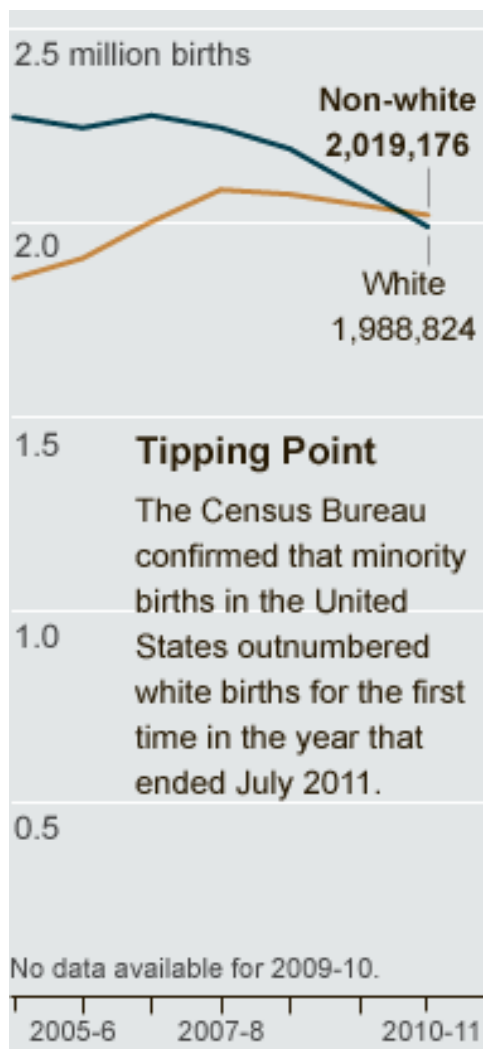 2.5 million births
Non-white
2,019,176
2.0
White
1,988,824
1.5
Tipping Point
The Census Bureau
confirmed that minority
births in the United
1.0
States outnumbered
white births for the first
time in the year that
ended July 2011.
0.5
No data available for 2009-10.
2005-6 2007-8 2010-11